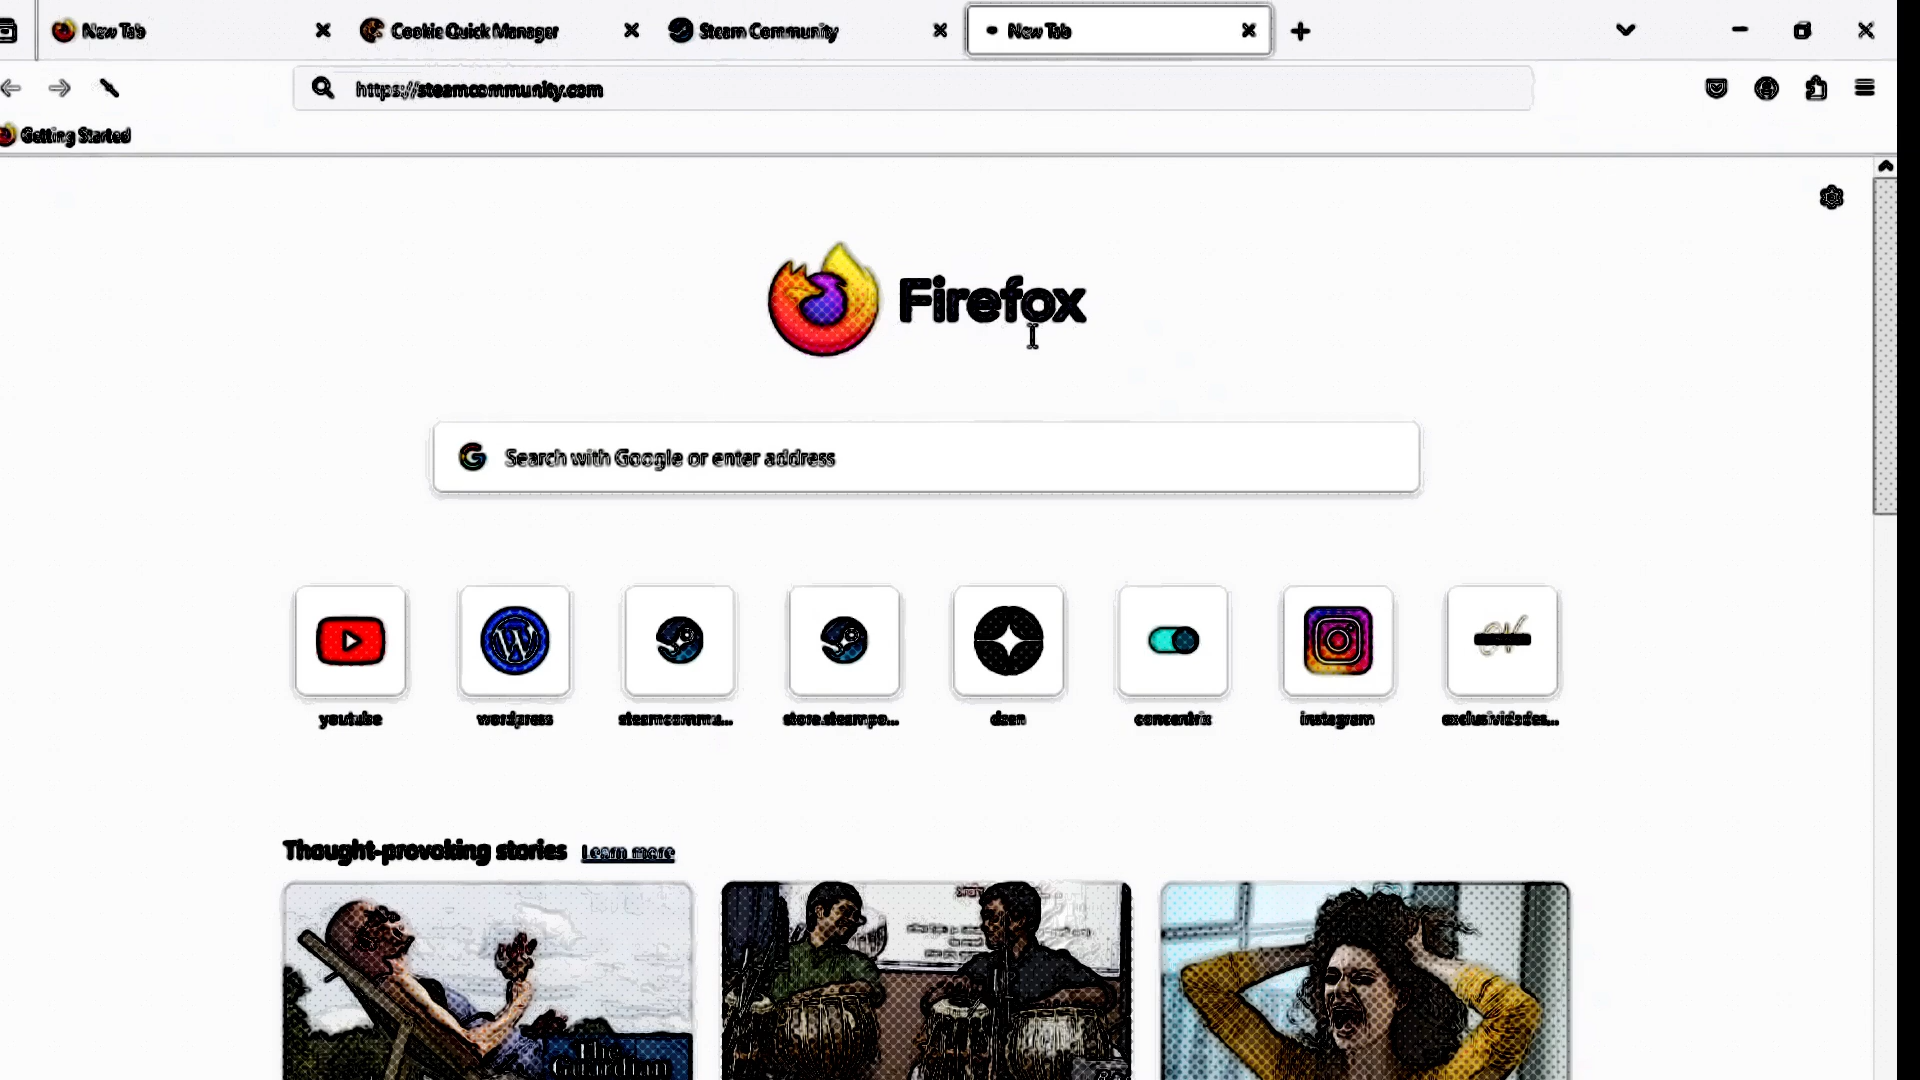 New Tab
Cookie Quick Manager
Steam Community
New Tab
https://steamcommunity.com
Getting Started
Firefox
Search with Google or enter address
youtube
wordpress
steamcommu...
store.steampo...
concentrix
instagram
exclusividades...
Thought-provoking stories
Learn more
The
Guardian